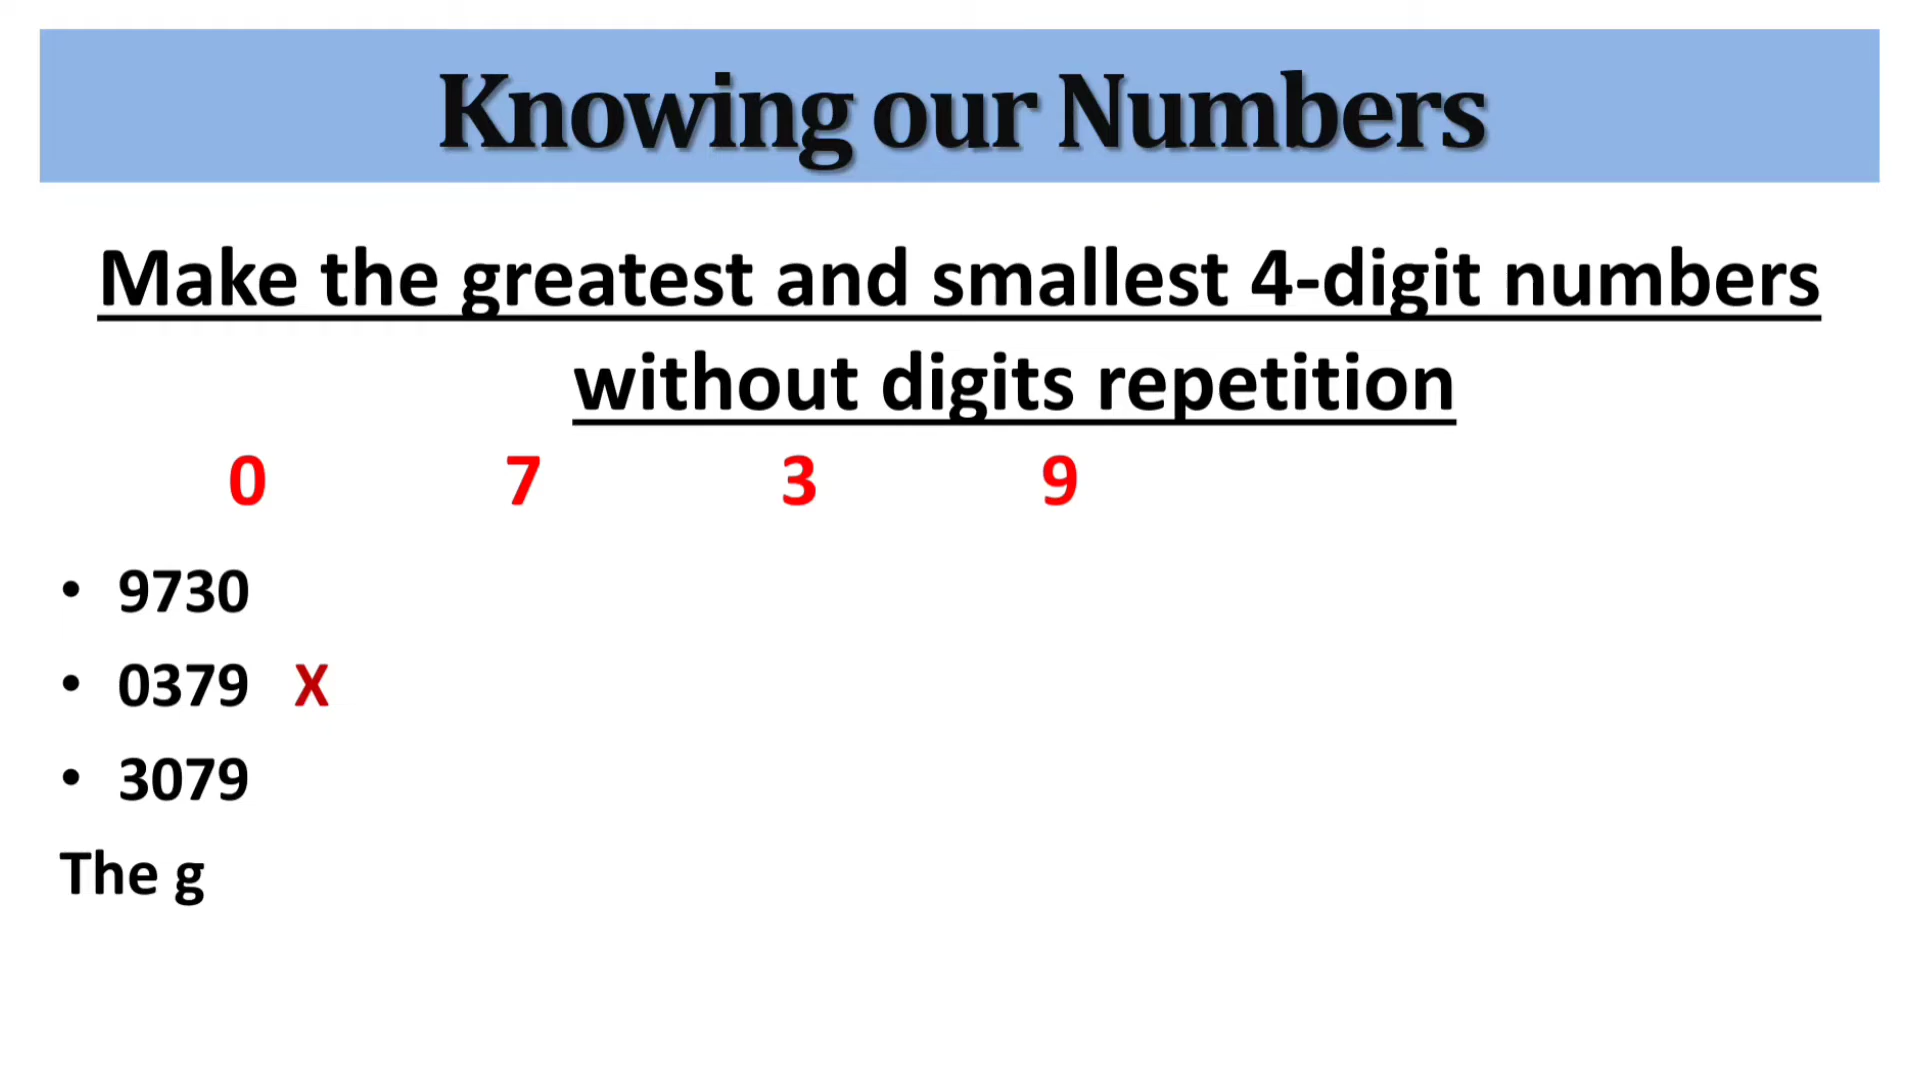 Knowing our Numbers
Make the greatest and smallest 4-digit numbers
without digits repetition
0 7 3 9
• 9730
• 0379 X
• 3079
The g